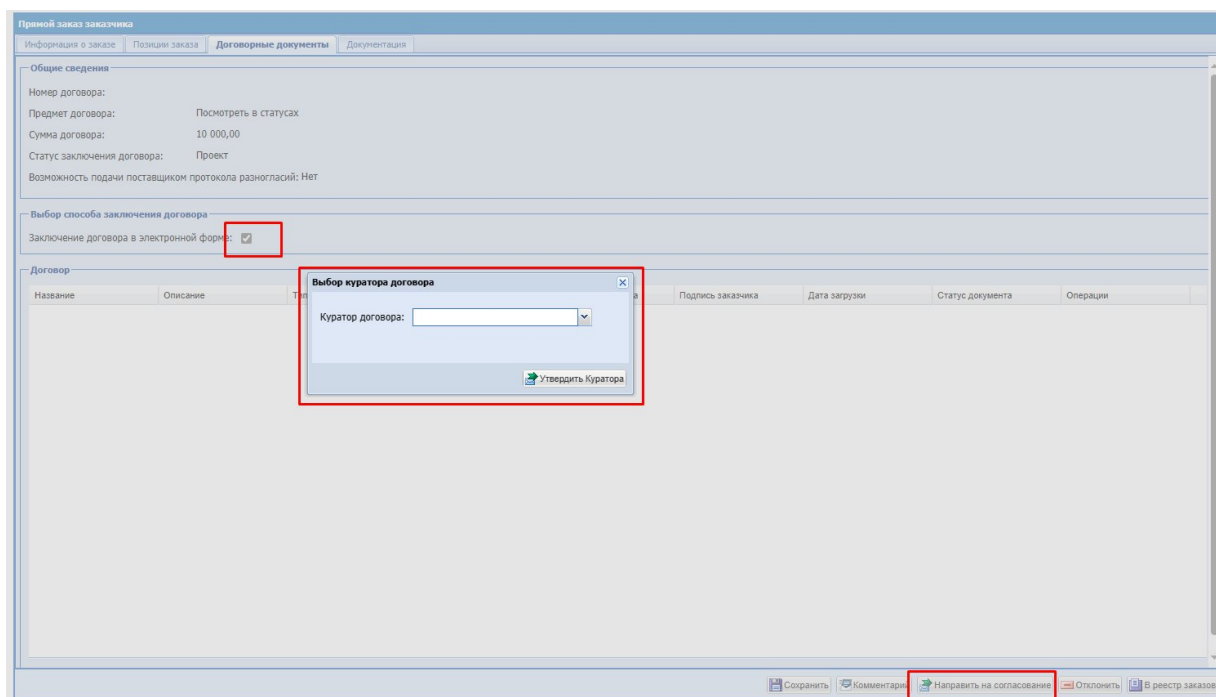 Прямой заказ заказчика
Информация о заказе Позиции заказа Договорные документы Документация
Общие сведения
Номер договора:
Предмет договора: Посмотреть в статусах
Сумма договора: 10 000,00
Статус заключения договора: Проект
Возможность подачи поставщиком протокола разногласий: Нет
Выбор способа заключения договора
Заключение договора в электронной форме:
Договор
Название Описание Подпись заказчика Дата загрузки Статус документа Операции
Выбор куратора договора
Куратор договора:
Утвердить Куратора
Сохранить Комментарий Направить на согласование Отклонить В реестр заказов